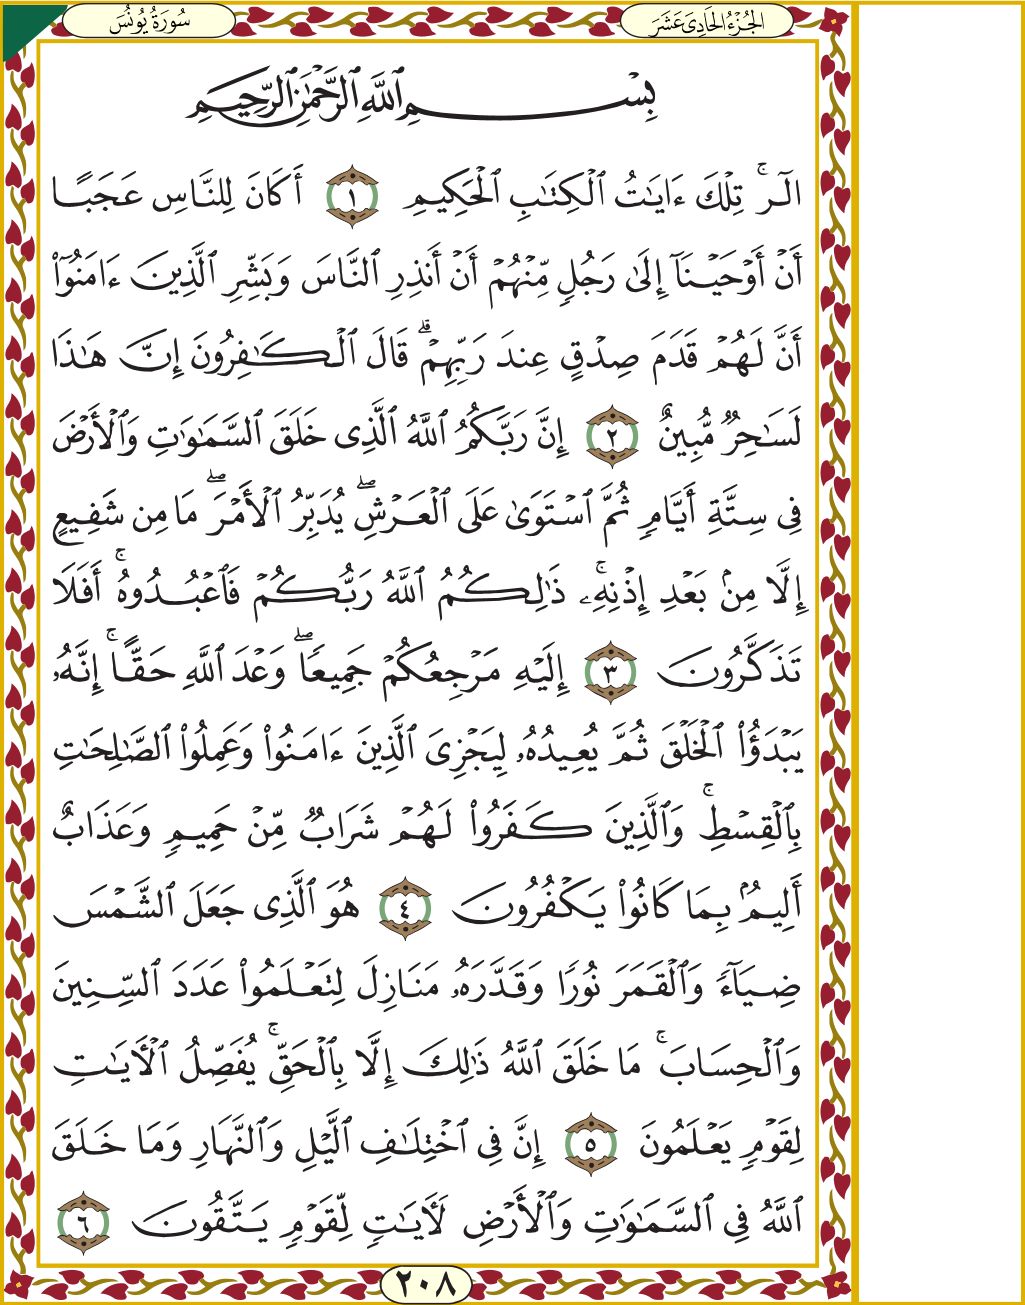 الجُزْءُ الحَادِىَ عَشَرَ
سُورَةُ يُونُسَ
بِسْمِ ٱللَّهِ ٱلرَّحْمَٰنِ ٱلرَّحِيمِ
الٓر ۚ تِلْكَ ءَايَٰتُ ٱلْكِتَٰبِ ٱلْحَكِيمِ ١ أَكَانَ لِلنَّاسِ عَجَبًا
أَنْ أَوْحَيْنَآ إِلَىٰ رَجُلٍ مِّنْهُمْ أَنْ أَنذِرِ ٱلنَّاسَ وَبَشِّرِ ٱلَّذِينَ ءَامَنُوٓا۟
أَنَّ لَهُمْ قَدَمَ صِدْقٍ عِندَ رَبِّهِمْ ۗ قَالَ ٱلْكَٰفِرُونَ إِنَّ هَٰذَا
لَسَٰحِرٌ مُّبِينٌ ٢ إِنَّ رَبَّكُمُ ٱللَّهُ ٱلَّذِى خَلَقَ ٱلسَّمَٰوَٰتِ وَٱلْأَرْضَ
فِى سِتَّةِ أَيَّامٍ ثُمَّ ٱسْتَوَىٰ عَلَى ٱلْعَرْشِ ۖ يُدَبِّرُ ٱلْأَمْرَ ۖ مَا مِن شَفِيعٍ
إِلَّا مِنۢ بَعْدِ إِذْنِهِۦ ۚ ذَٰلِكُمُ ٱللَّهُ رَبُّكُمْ فَٱعْبُدُوهُ ۚ أَفَلَا
تَذَكَّرُونَ ٣ إِلَيْهِ مَرْجِعُكُمْ جَمِيعًا ۖ وَعْدَ ٱللَّهِ حَقًّا ۚ إِنَّهُۥ
يَبْدَؤُا۟ ٱلْخَلْقَ ثُمَّ يُعِيدُهُۥ لِيَجْزِىَ ٱلَّذِينَ ءَامَنُوا۟ وَعَمِلُوا۟ ٱلصَّٰلِحَٰتِ
بِٱلْقِسْطِ ۚ وَٱلَّذِينَ كَفَرُوا۟ لَهُمْ شَرَابٌ مِّنْ حَمِيمٍ وَعَذَابٌ
أَلِيمٌۢ بِمَا كَانُوا۟ يَكْفُرُونَ ٤ هُوَ ٱلَّذِى جَعَلَ ٱلشَّمْسَ
ضِيَآءً وَٱلْقَمَرَ نُورًا وَقَدَّرَهُۥ مَنَازِلَ لِتَعْلَمُوا۟ عَدَدَ ٱلسِّنِينَ
وَٱلْحِسَابَ ۚ مَا خَلَقَ ٱللَّهُ ذَٰلِكَ إِلَّا بِٱلْحَقِّ ۚ يُفَصِّلُ ٱلْءَايَٰتِ
لِقَوْمٍ يَعْلَمُونَ ٥ إِنَّ فِى ٱخْتِلَٰفِ ٱلَّيْلِ وَٱلنَّهَارِ وَمَا خَلَقَ
ٱللَّهُ فِى ٱلسَّمَٰوَٰتِ وَٱلْأَرْضِ لَءَايَٰتٍ لِّقَوْمٍ يَتَّقُونَ ٦
٢٠٨